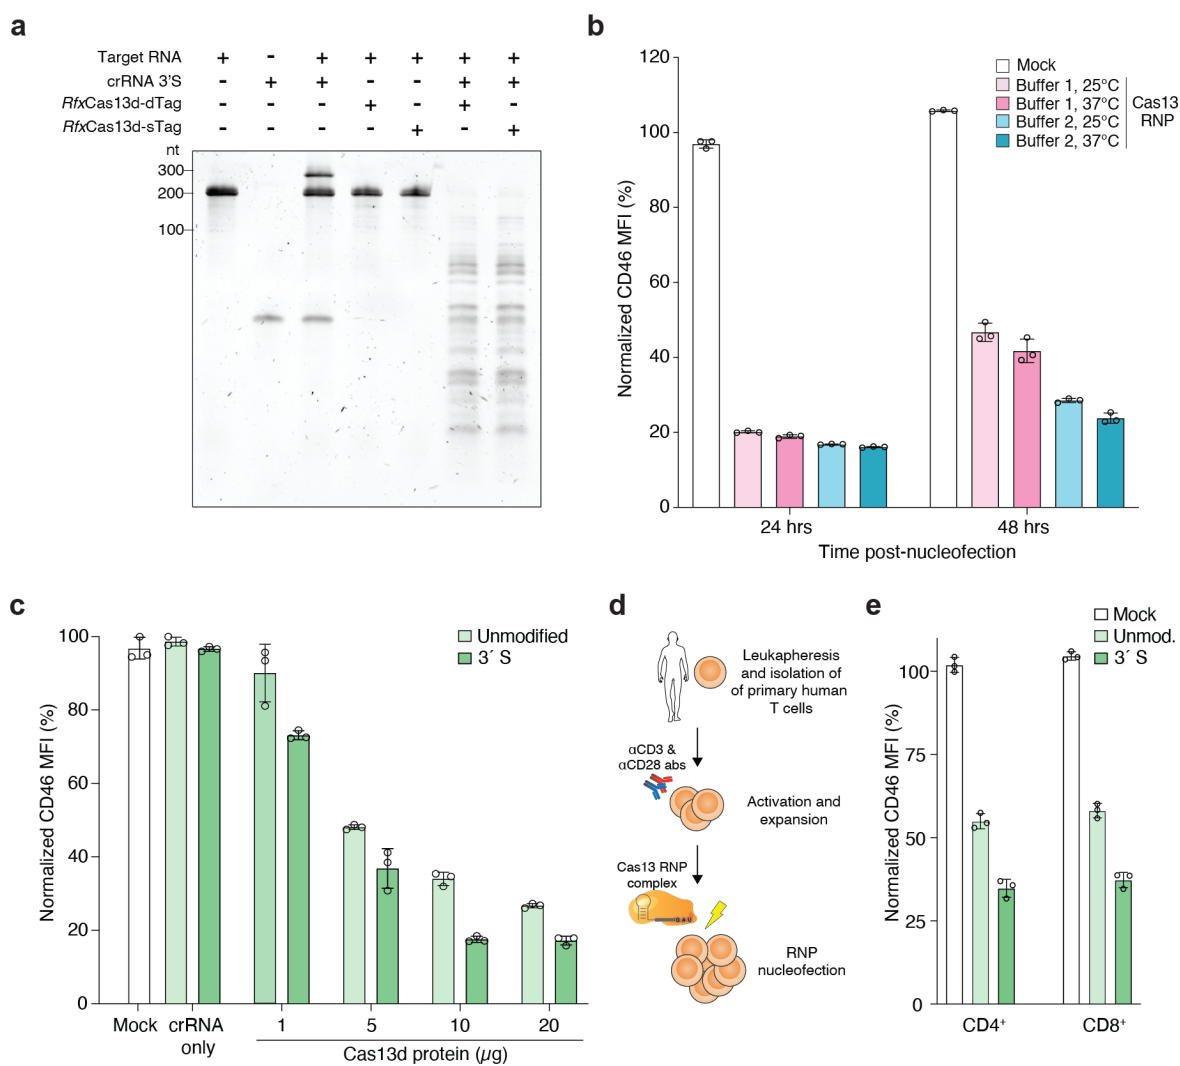 a
Target RNA + - + + + + +
crRNA 3'S - + + - - + +
RfxCas13d-dTag - - - + - + -
RfxCas13d-sTag - - - - + - +
nt
300
200
100
b
120
100
80
60
40
20
0
Normalized CD46 MFI (%)
Mock
Buffer 1, 25°C
Buffer 1, 37°C
Buffer 2, 25°C
Buffer 2, 37°C
Cas13
RNP
24 hrs
48 hrs
Time post-nucleofection
c
100
80
60
40
20
0
Normalized CD46 MFI (%)
Unmodified
3´ S
Mock
crRNA
only
1
5
10
20
Cas13d protein (µg)
d
Leukapheresis
and isolation of
of primary human
T cells
αCD3 &
αCD28 abs
Activation and
expansion
Cas13 RNP
complex
RNP
nucleofection
e
Mock
Unmod.
3´ S
100
75
50
25
0
Normalized CD46 MFI (%)
CD4⁺
CD8⁺